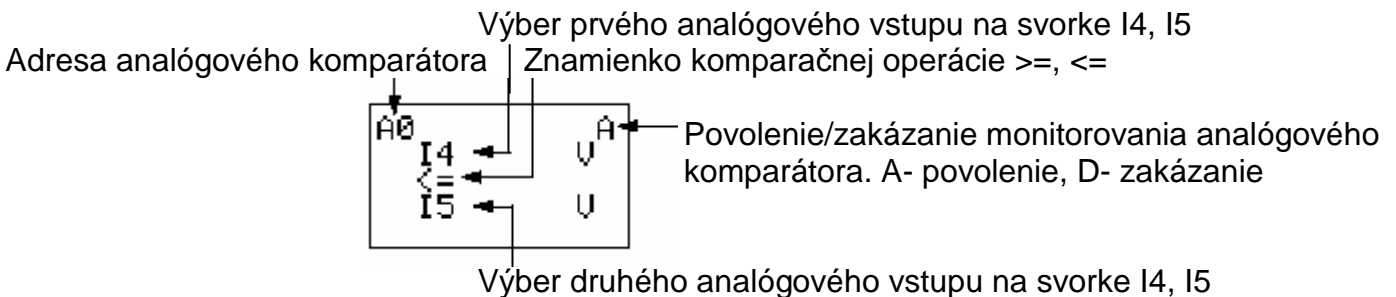 Výber prvého analógového vstupu na svorke I4, I5
Adresa analógového komparátora
Znamienko komparačnej operácie >=, <=
A0 A
I4 V
<=
I5 V
Povolenie/zakázanie monitorovania analógového
komparátora. A- povolenie, D- zakázanie
Výber druhého analógového vstupu na svorke I4, I5